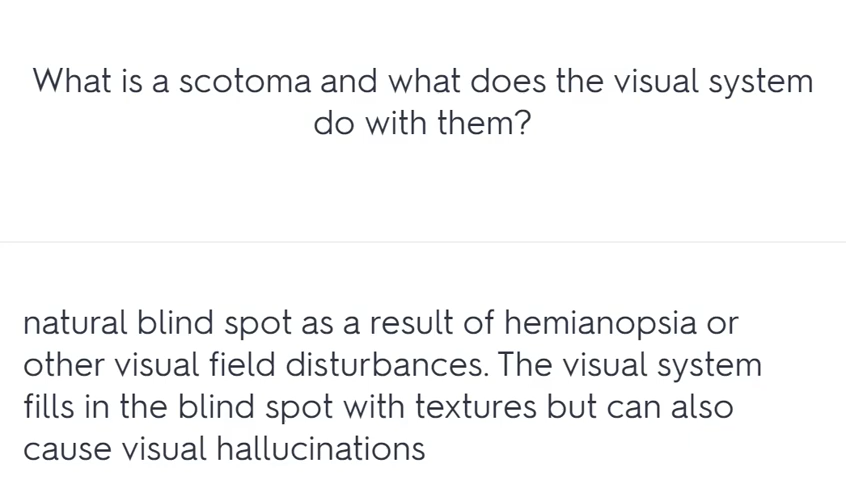 What is a scotoma and what does the visual system
do with them?
natural blind spot as a result of hemianopsia or
other visual field disturbances. The visual system
fills in the blind spot with textures but can also
cause visual hallucinations